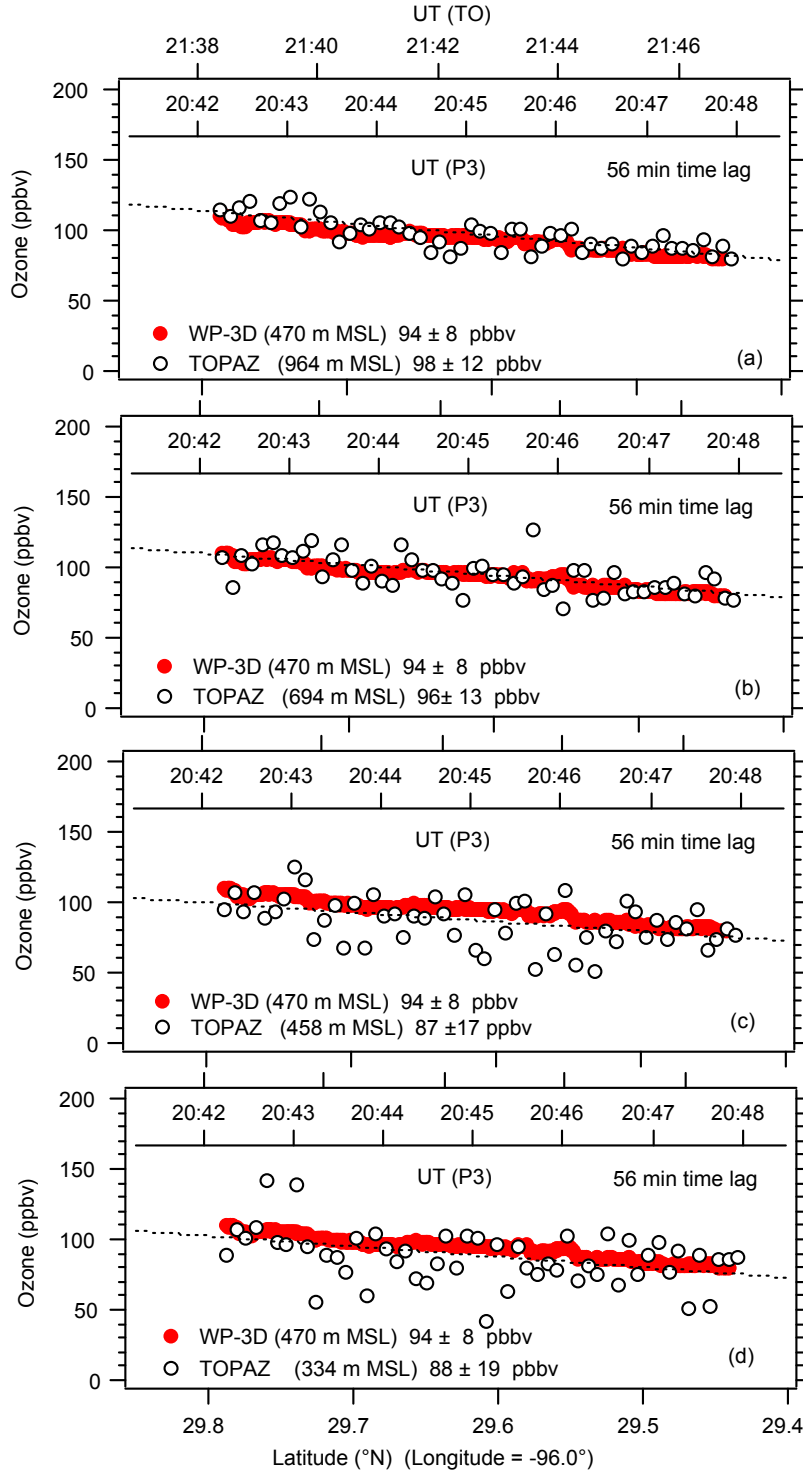 UT (TO)
21:38 21:40 21:42 21:44 21:46
200
20:42 20:43 20:44 20:45 20:46 20:47 20:48
150
UT (P3) 56 min time lag
100
50
0
Ozone (ppbv)
WP-3D (470 m MSL) 94 ± 8 pbbv
TOPAZ (964 m MSL) 98 ± 12 pbbv
(a)
200
20:42 20:43 20:44 20:45 20:46 20:47 20:48
150
UT (P3) 56 min time lag
100
50
0
Ozone (ppbv)
WP-3D (470 m MSL) 94 ± 8 pbbv
TOPAZ (694 m MSL) 96± 13 pbbv
(b)
200
20:42 20:43 20:44 20:45 20:46 20:47 20:48
150
UT (P3) 56 min time lag
100
50
0
Ozone (ppbv)
WP-3D (470 m MSL) 94 ± 8 pbbv
TOPAZ (458 m MSL) 87 ±17 ppbv
(c)
200
20:42 20:43 20:44 20:45 20:46 20:47 20:48
150
UT (P3) 56 min time lag
100
50
0
Ozone (ppbv)
WP-3D (470 m MSL) 94 ± 8 ppbv
TOPAZ (334 m MSL) 88 ± 19 ppbv
(d)
29.8 29.7 29.6 29.5 29.4
Latitude (°N) (Longitude = -96.0°)